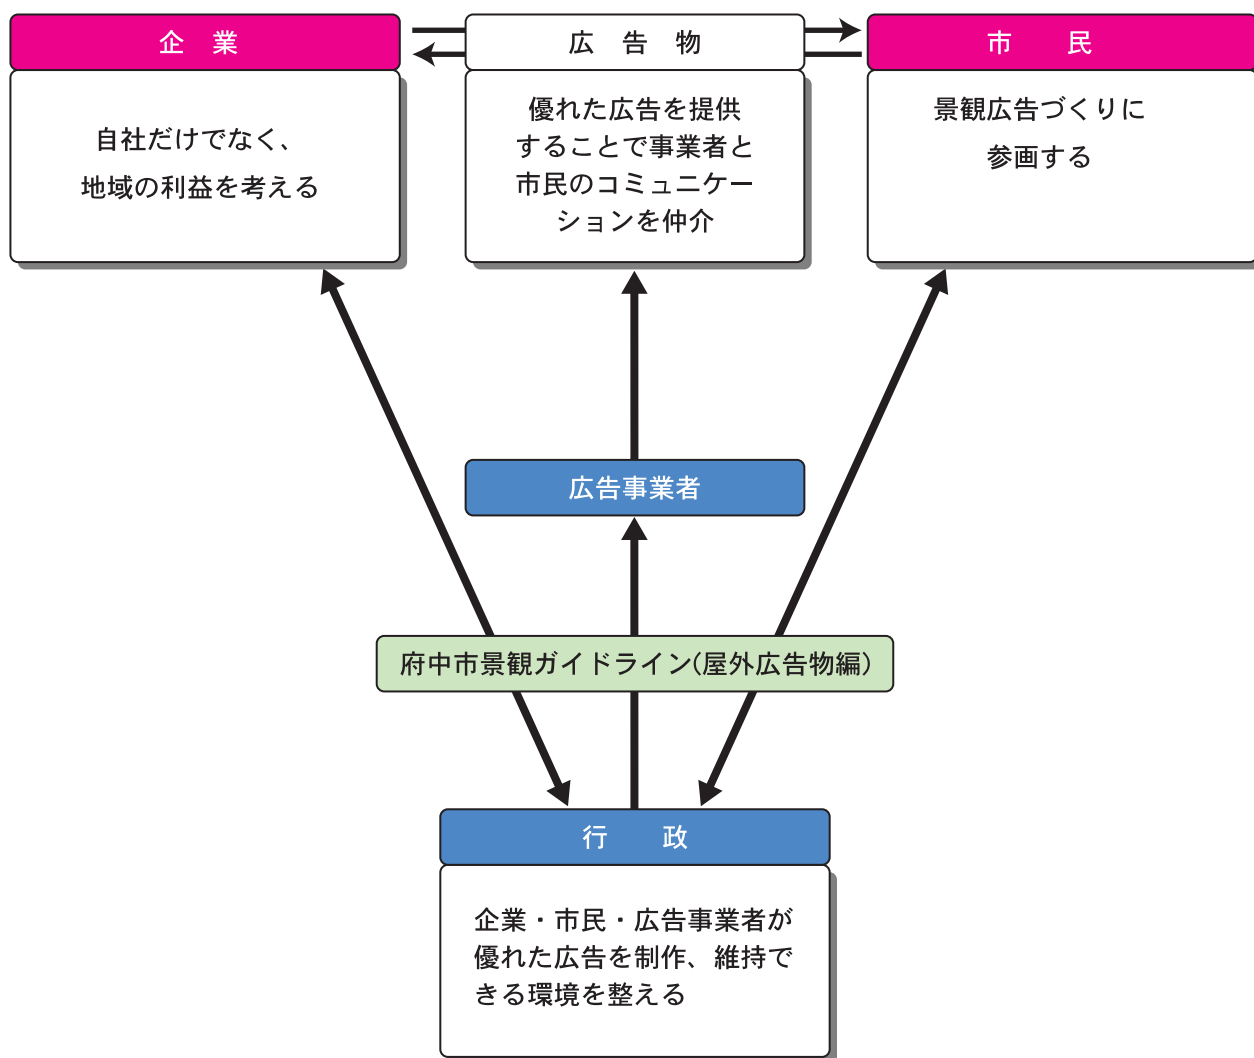 企　業
広　告　物
市　　民
自社だけでなく、
地域の利益を考える
優れた広告を提供
することで事業者と
市民のコミュニケー
ションを仲介
景観広告づくりに
参画する
広告事業者
府中市景観ガイドライン(屋外広告物編）
行　　政
企業・市民・広告事業者が
優れた広告を制作、維持で
きる環境を整える